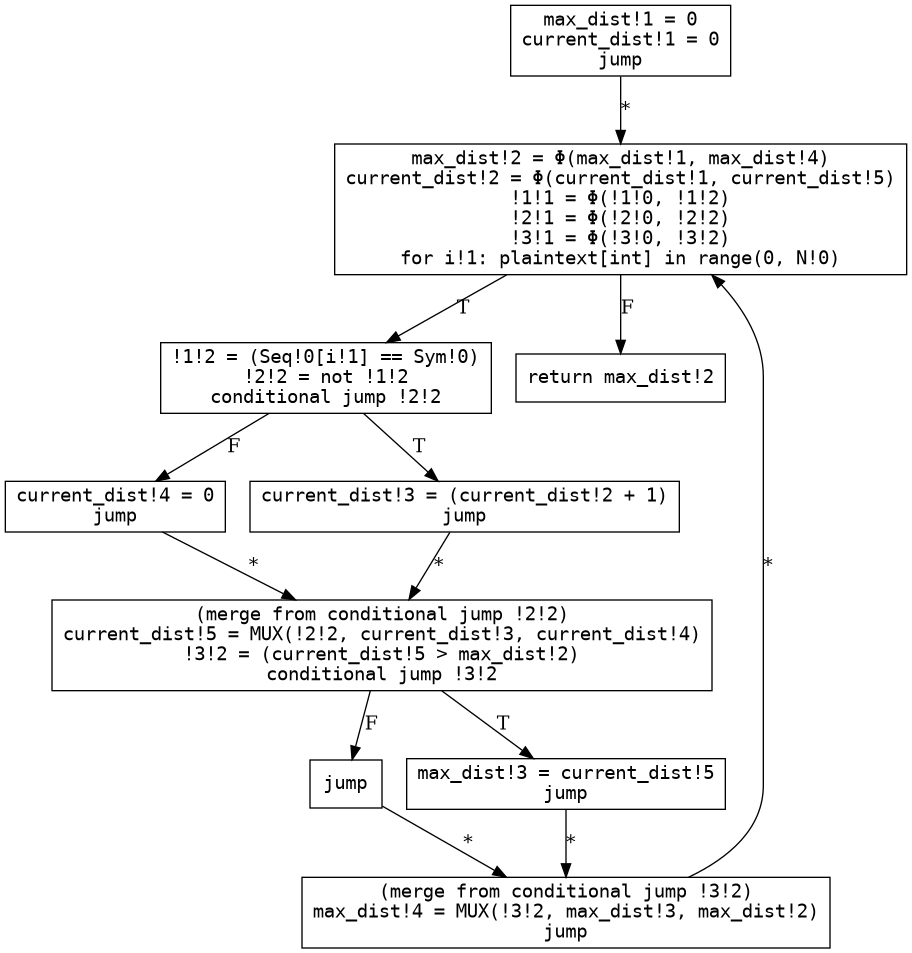 max_dist!1 = 0
current_dist!1 = 0
jump
*
max_dist!2 = Φ(max_dist!1, max_dist!4)
current_dist!2 = Φ(current_dist!1, current_dist!5)
!1!1 = Φ(!1!0, !1!2)
!2!1 = Φ(!2!0, !2!2)
!3!1 = Φ(!3!0, !3!2)
for i!1: plaintext[int] in range(0, N!0)
T
F
!1!2 = (Seq!0[i!1] == Sym!0)
!2!2 = not !1!2
conditional jump !2!2
return max_dist!2
F
T
current_dist!4 = 0
jump
current_dist!3 = (current_dist!2 + 1)
jump
*
*
*
(merge from conditional jump !2!2)
current_dist!5 = MUX(!2!2, current_dist!3, current_dist!4)
!3!2 = (current_dist!5 > max_dist!2)
conditional jump !3!2
F
T
jump
max_dist!3 = current_dist!5
jump
*
*
(merge from conditional jump !3!2)
max_dist!4 = MUX(!3!2, max_dist!3, max_dist!2)
jump